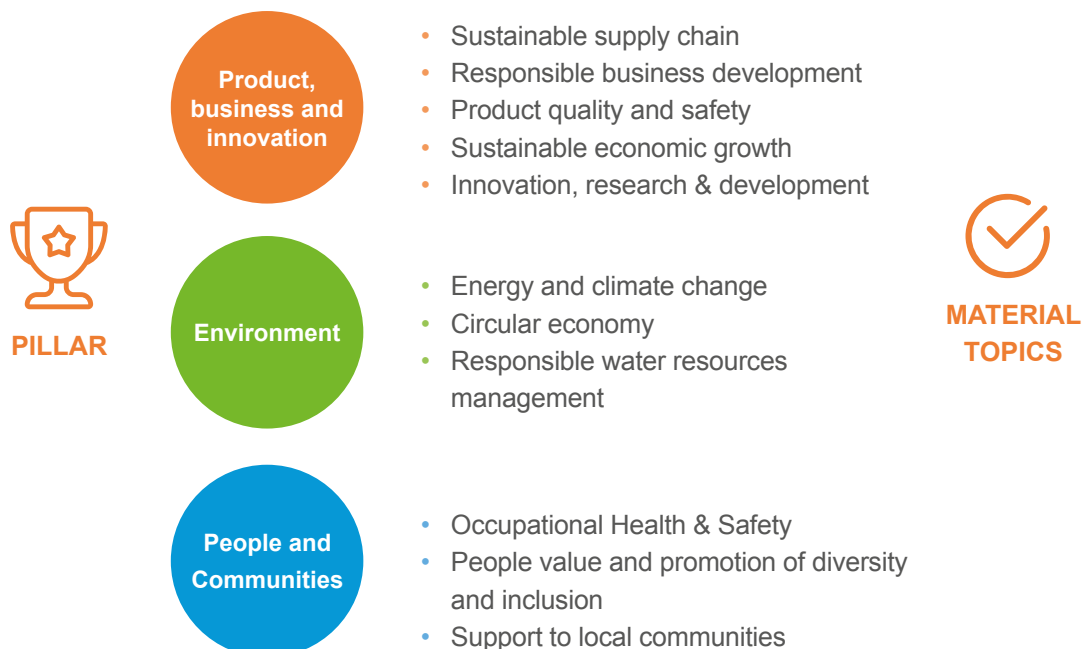 Product,
business and
innovation
• Sustainable supply chain
• Responsible business development
• Product quality and safety
• Sustainable economic growth
• Innovation, research & development
PILLAR
Environment
• Energy and climate change
• Circular economy
• Responsible water resources
management
MATERIAL
TOPICS
People and
Communities
• Occupational Health & Safety
• People value and promotion of diversity
and inclusion
• Support to local communities